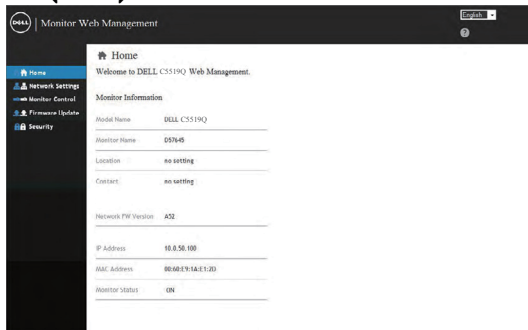 DELL | Monitor Web Management
English
?
Home
Network Settings
Monitor Control
Firmware Update
Security
Home
Welcome to DELL C5519Q Web Management.
Monitor Information
Model Name DELL C5519Q
Monitor Name D57645
Location no setting
Contact no setting
Network FW Version A52
IP Address 10.0.50.100
MAC Address 00:60:E9:1A:E1:2D
Monitor Status ON